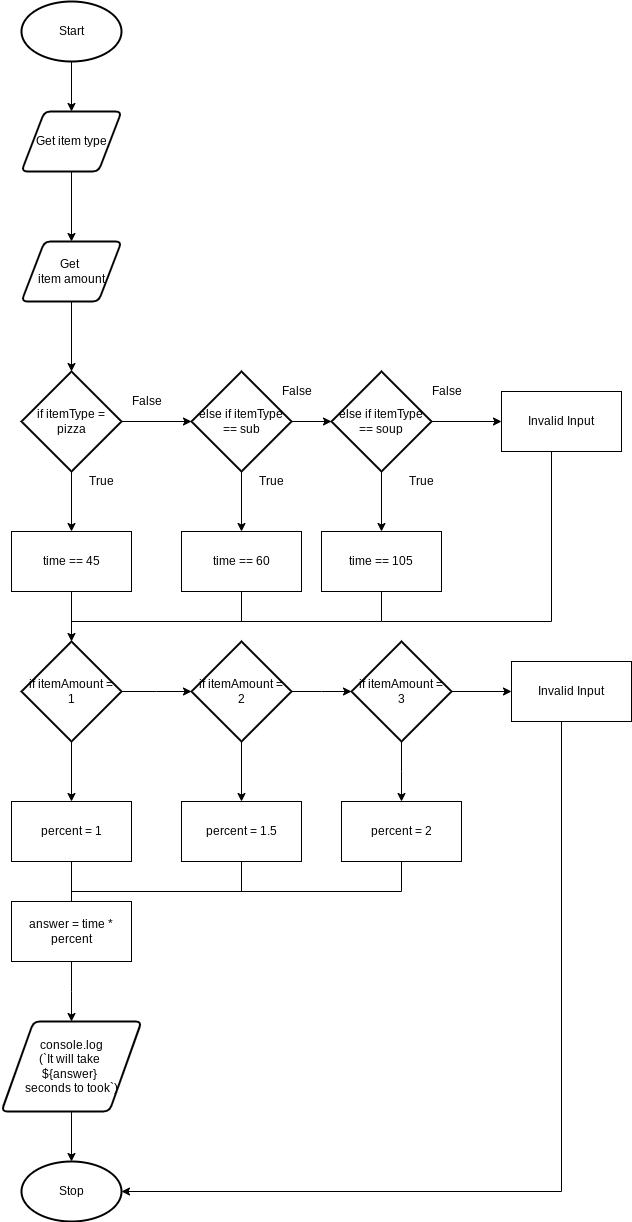 Start
Get item type
Get
item amount
if itemType =
pizza
False
else if itemType
== sub
False
else if itemType
== soup
False
Invalid Input
True
True
True
time == 45
time == 60
time == 105
if itemAmount =
1
if itemAmount =
2
if itemAmount =
3
Invalid Input
percent = 1
percent = 1.5
percent = 2
answer = time *
percent
console.log
(`It will take
${answer}
seconds to took`)
Stop